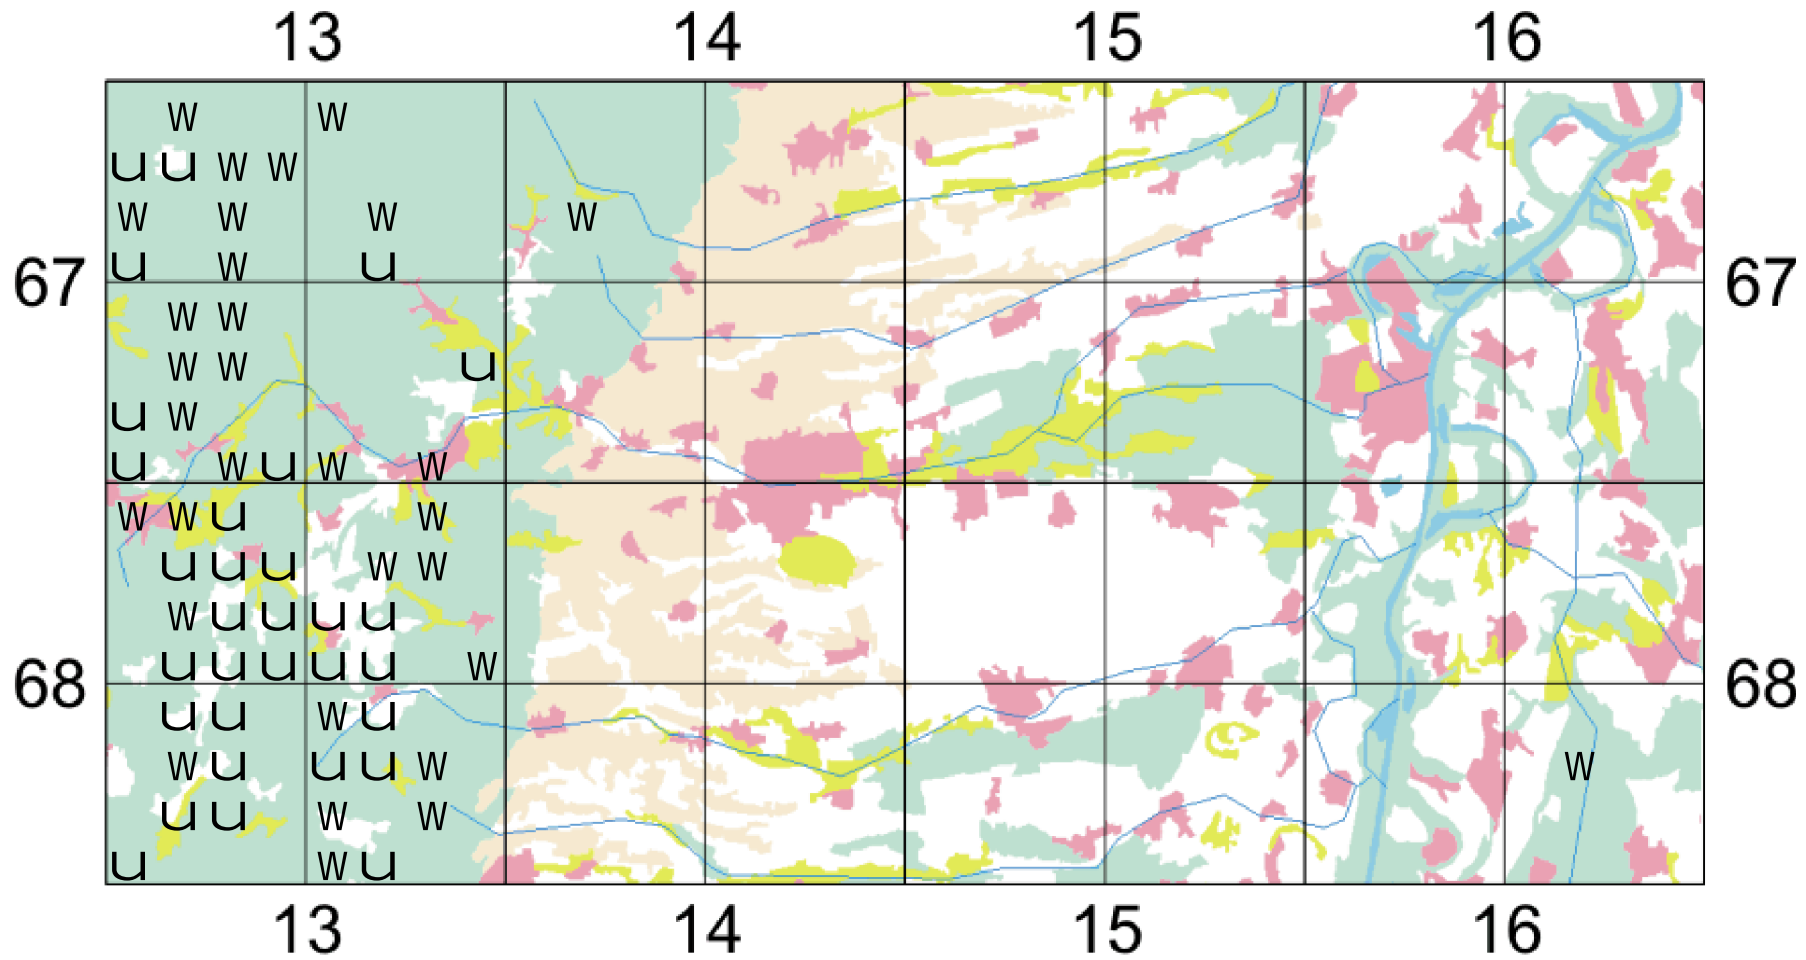 13 14 15 16
w w
u u w w
w w w w
u w u
67 67
w w
w w u
u w
u w u w w
w w u w
u u u w w
w u u u u
u u u u u w
68 68
u u w u
w u u u w w
u u w w
u w u
13 14 15 16